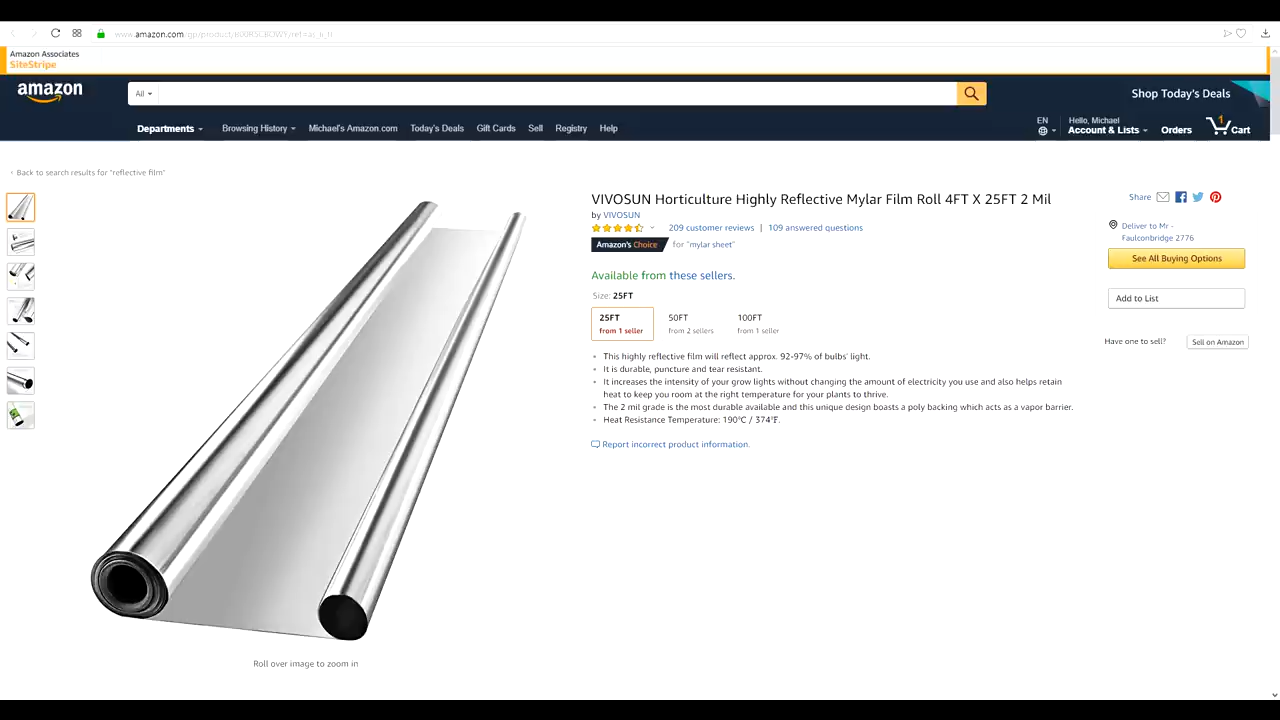 www.amazon.com
Amazon Associates
SiteStripe
amazon
All
Shop Today's Deals
Departments
Browsing History
Michael's Amazon.com
Today's Deals
Gift Cards
Sell
Registry
Help
EN
Hello, Michael
Account & Lists
Orders
1
Cart
‹ Back to search results for "reflective film"
VIVOSUN Horticulture Highly Reflective Mylar Film Roll 4FT X 25FT 2 Mil
by VIVOSUN
209 customer reviews | 109 answered questions
Amazon's Choice for "mylar sheet"
Available from these sellers.
Size: 25FT
25FT
from 1 seller
50FT
from 2 sellers
100FT
from 1 seller
This highly reflective film will reflect approx. 92-97% of bulbs' light.
It is durable, puncture and tear resistant.
It increases the intensity of your grow lights without changing the amount of electricity you use and also helps retain
heat to keep you room at the right temperature for your plants to thrive.
The 2 mil grade is the most durable available and this unique design boasts a poly backing which acts as a vapor barrier.
Heat Resistance Temperature: 190°C / 374°F.
Report incorrect product information.
Share
Deliver to Mr -
Faulconbridge 2776
See All Buying Options
Add to List
Have one to sell?
Sell on Amazon
Roll over image to zoom in